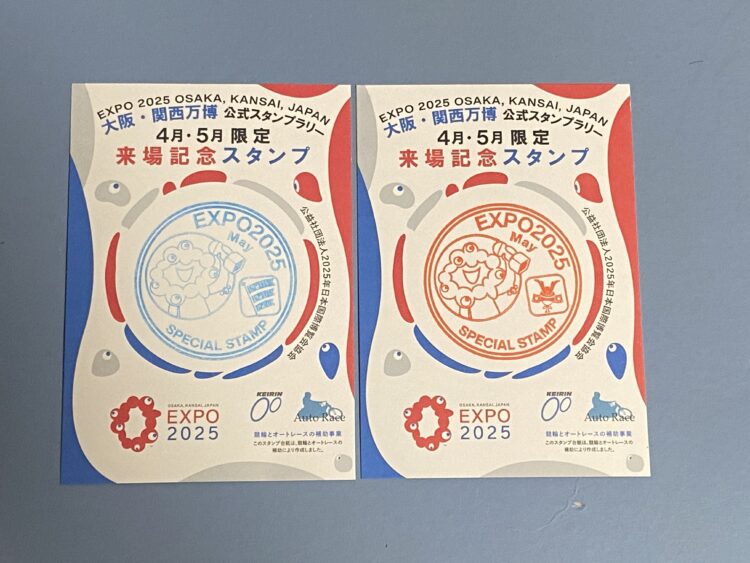 EXPO 2025 OSAKA, KANSAI, JAPAN
大阪・関西万博 公式スタンプラリー
4月・5月 限定
来場記念スタンプ
EXPO2025
May
SPECIAL STAMP
公益社団法人2025年日本国際博覧会協会
OSAKA, KANSAI, JAPAN
EXPO
2025
KEIRIN
Auto Race
競輪とオートレースの補助事業
このスタンプ台紙は、競輪とオートレースの
補助により作成しました。
EXPO 2025 OSAKA, KANSAI, JAPAN
大阪・関西万博 公式スタンプラリー
4月・5月 限定
来場記念スタンプ
EXPO2025
May
SPECIAL STAMP
公益社団法人2025年日本国際博覧会協会
OSAKA, KANSAI, JAPAN
EXPO
2025
KEIRIN
Auto Race
競輪とオートレースの補助事業
このスタンプ台紙は、競輪とオートレースの
補助により作成しました。